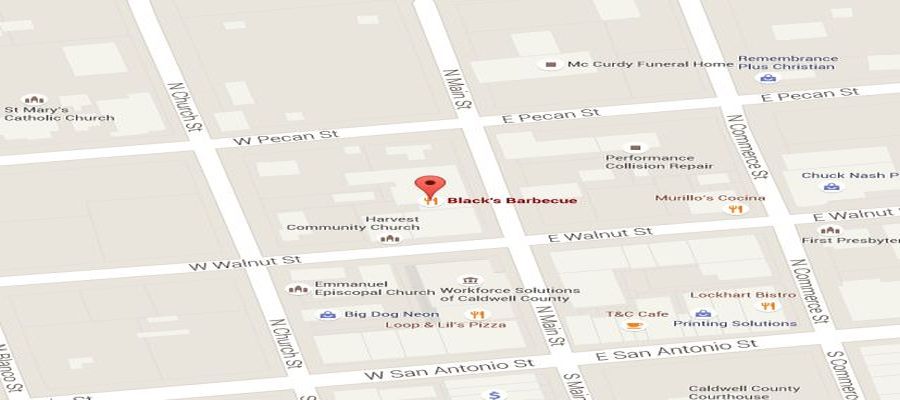 Mc Curdy Funeral Home
Remembrance
Plus Christian
N Church St
N Main St
St Mary's
Catholic Church
E Pecan St
E Pecan St
W Pecan St
N Commerce St
Performance
Collision Repair
Chuck Nash P
Black's Barbecue
Murillo's Cocina
Harvest
Community Church
E Walnut St
E Walnut
First Presbyter
W Walnut St
Emmanuel
Episcopal Church
Workforce Solutions
of Caldwell County
N Commerce St
Lockhart Bistro
Big Dog Neon
Loop & Lil's Pizza
T&C Cafe
Printing Solutions
N Church St
N Main St
N Blanco St
W San Antonio St
E San Antonio St
S Main
S Commerc
Caldwell County
Courthouse